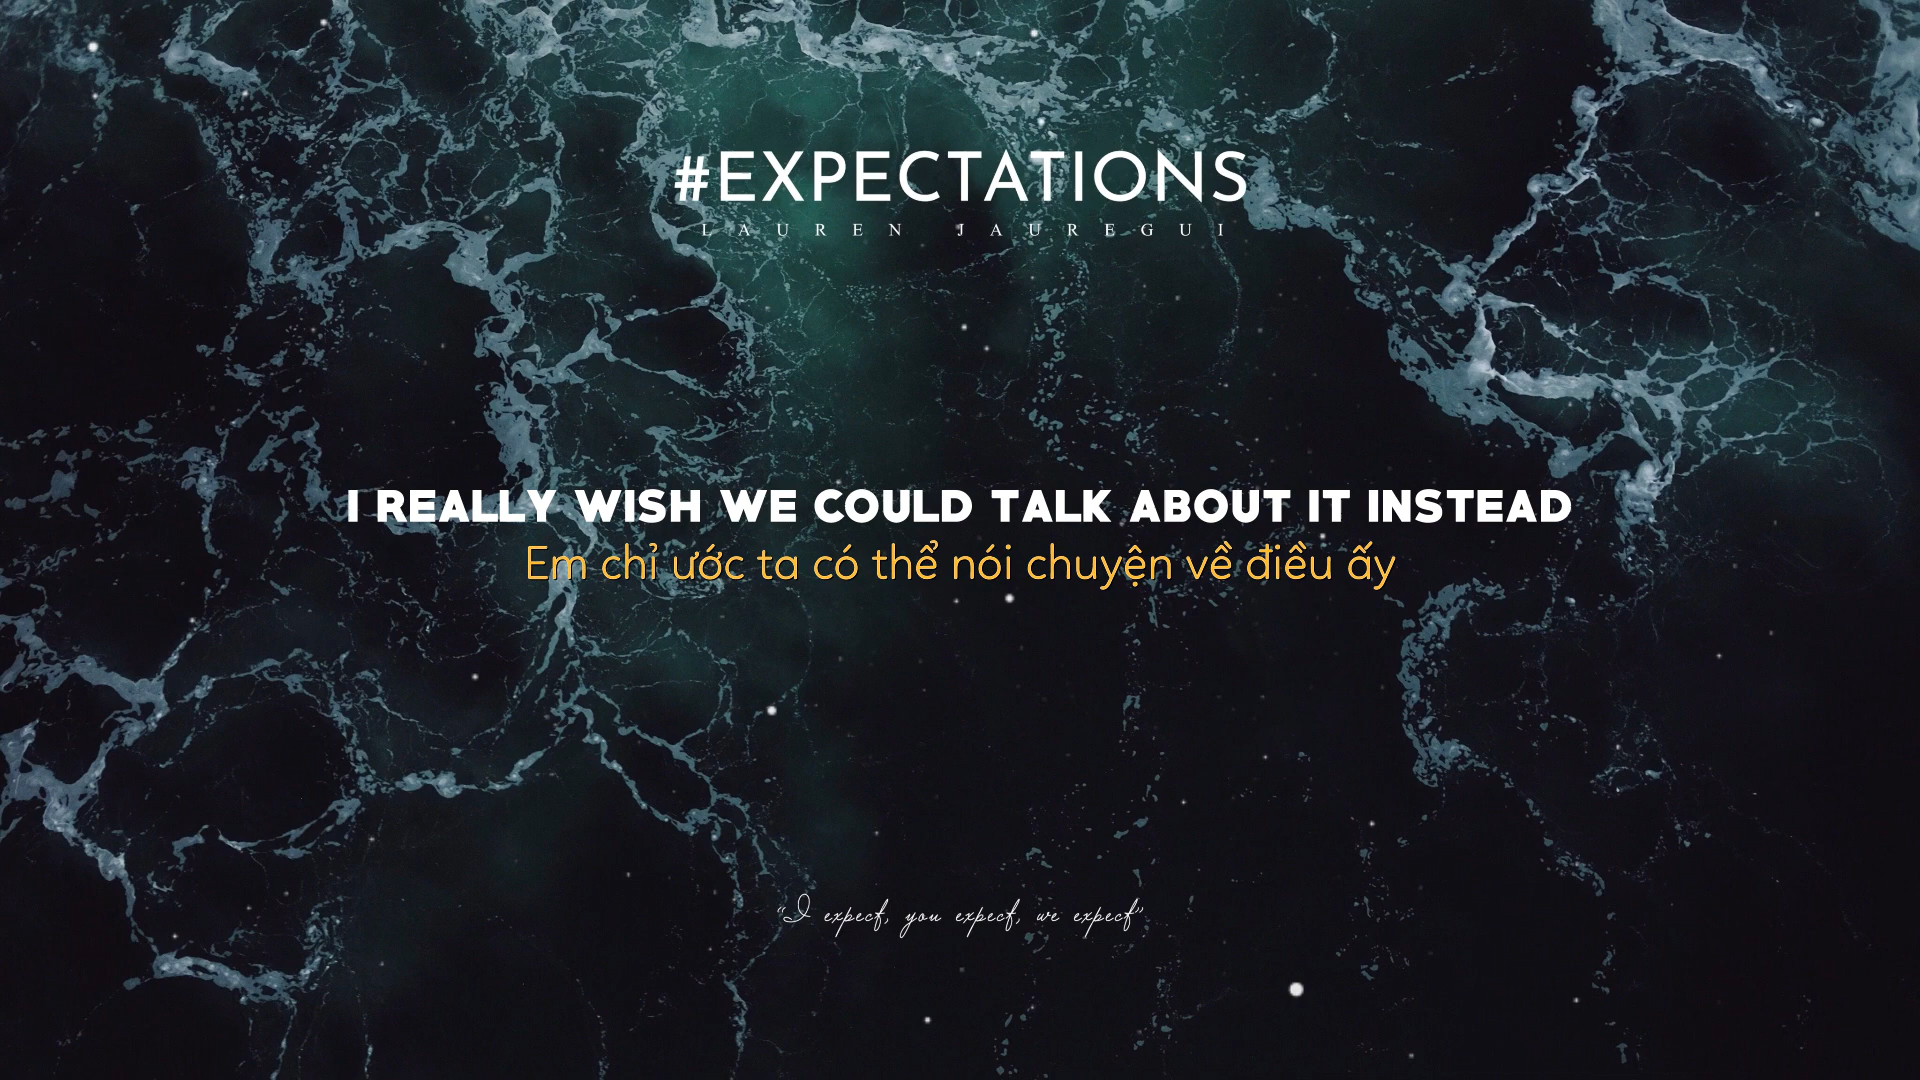 #EXPECTATIONS
LAUREN JAUREGUI
I REALLY WISH WE COULD TALK ABOUT IT INSTEAD
Em chỉ ước ta có thể nói chuyện về điều ấy
“I expect, you expect, we expect”